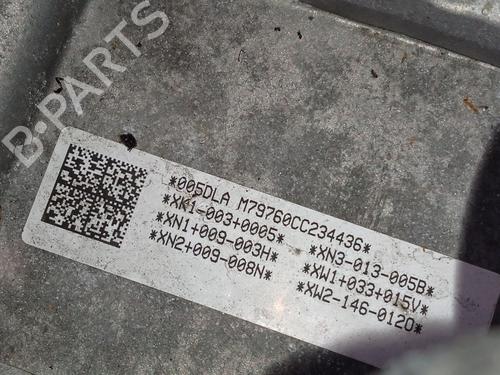 B-PARTS
*005DLA M79760CC234436*
*XK1-003+0005*
*XN1+009-003H*
*XN2+009-008N*
*XN3-013-005B*
*XW1+033+015V*
*XW2-146-0120*